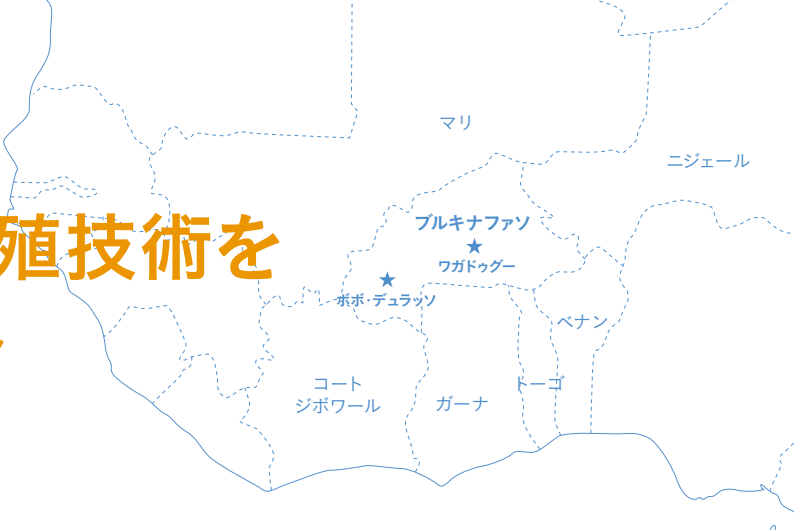 マリ
ニジェール
ブルキナファソ
殖技術を
ワガドゥグー
ボボ・デュラッソ
ベナン
コート
ジボワール
ガーナ
トーゴ